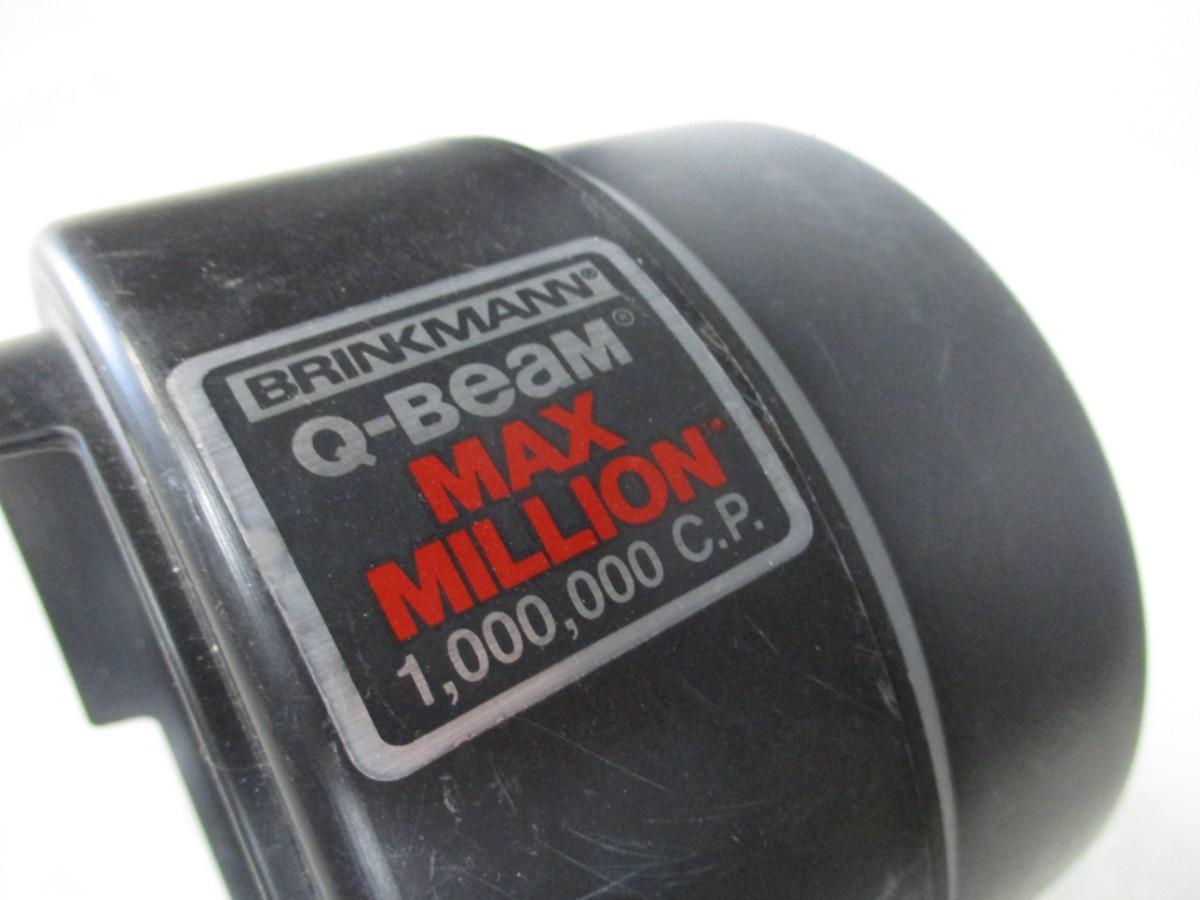 BRINKMANN®
Q-BEAM®
MAX
MILLION™
1,000,000 C.P.